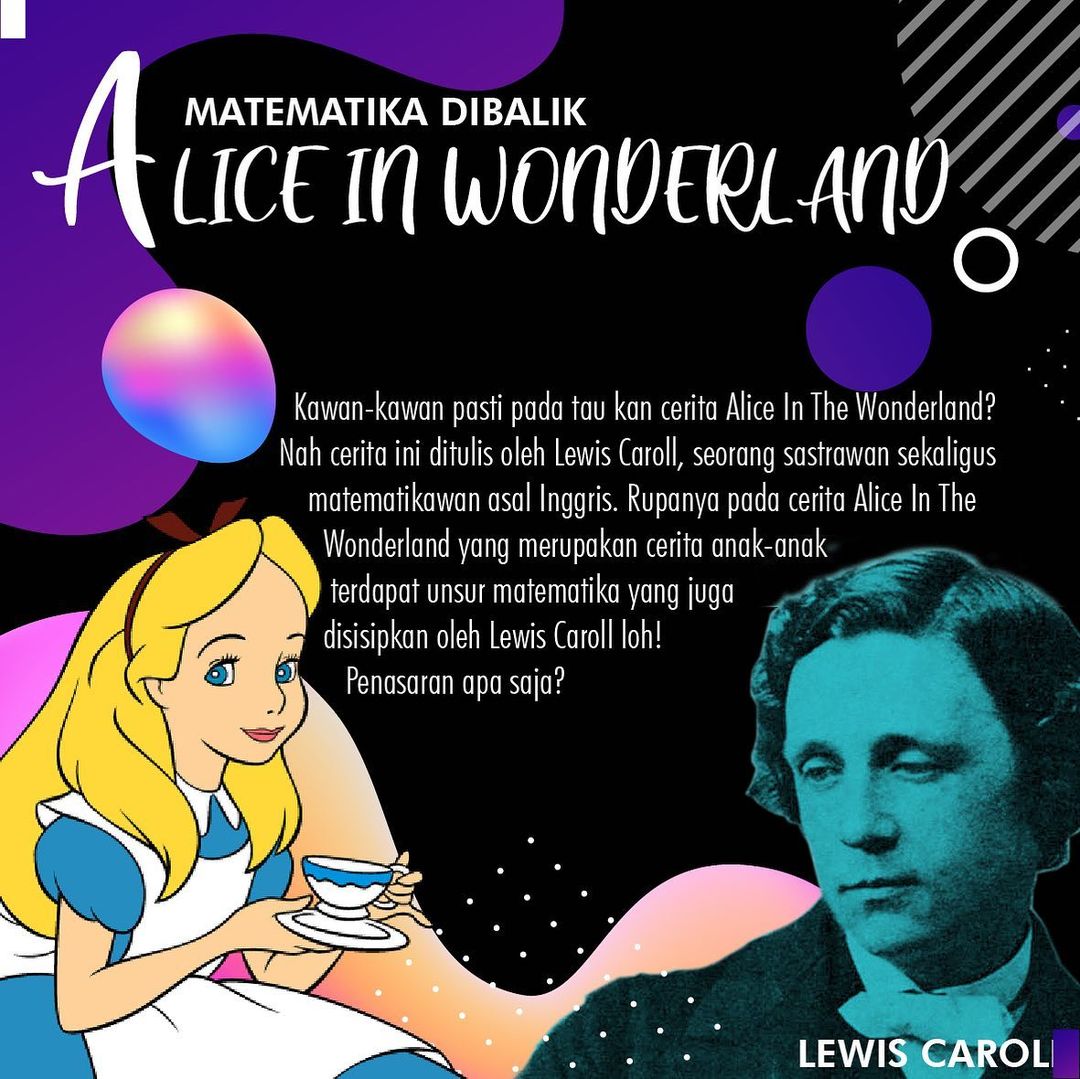 MATEMATIKA DIBALIK
ALICE IN WONDERLAND
Kawan-kawan pasti pada tau kan cerita Alice In The Wonderland?
Nah cerita ini ditulis oleh Lewis Caroll, seorang sastrawan sekaligus
matematikawan asal Inggris. Rupanya pada cerita Alice In The
Wonderland yang merupakan cerita anak-anak
terdapat unsur matematika yang juga
disisipkan oleh Lewis Caroll loh!
Penasaran apa saja?
LEWIS CAROLL